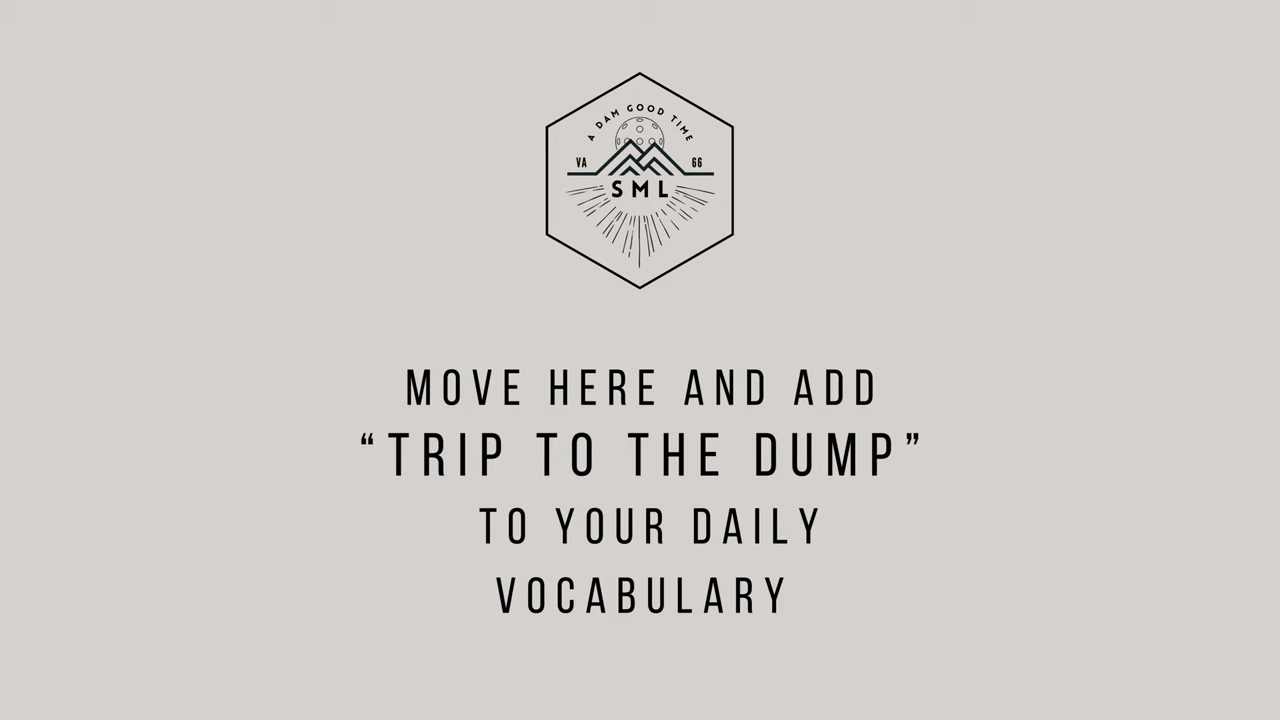 A DAM GOOD TIME
VA 66
SML
MOVE HERE AND ADD
“TRIP TO THE DUMP”
TO YOUR DAILY
VOCABULARY